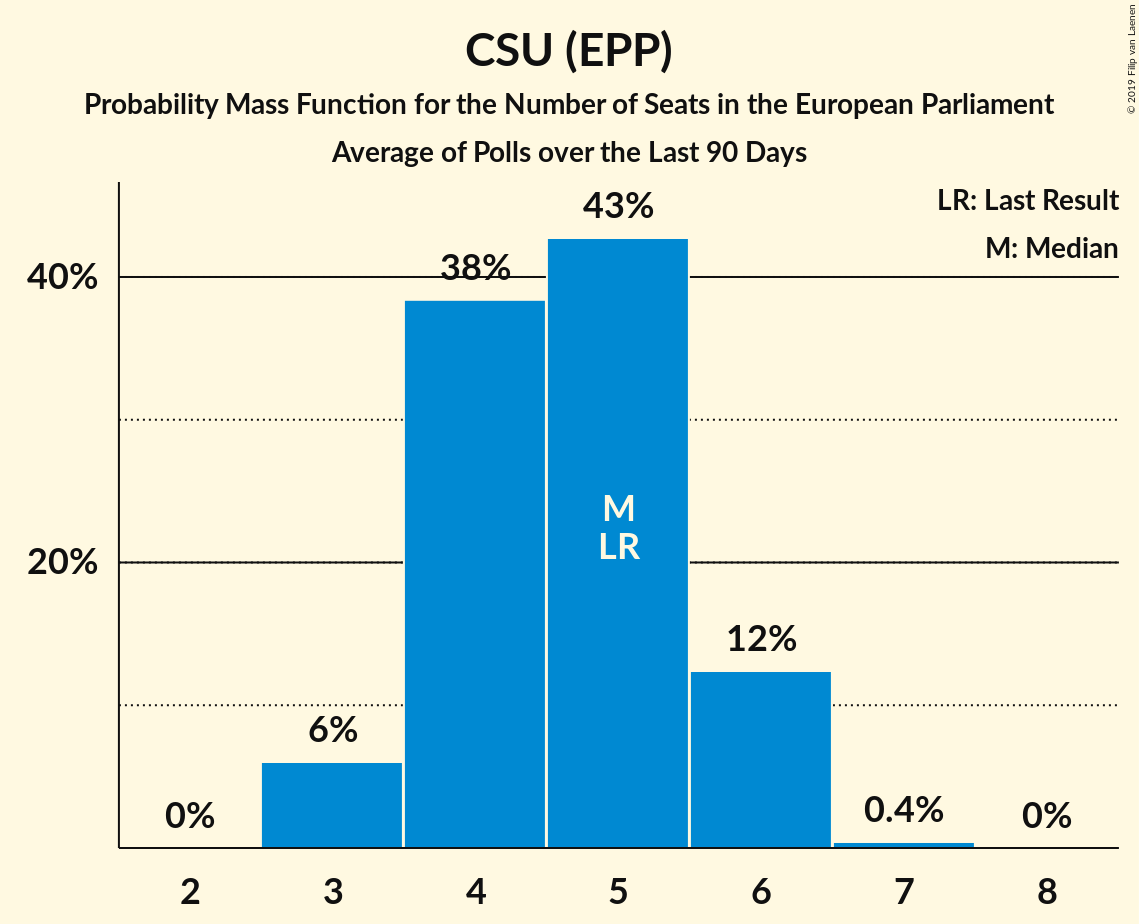 CSU (EPP)
Probability Mass Function for the Number of Seats in the European Parliament
Average of Polls over the Last 90 Days
© 2019 Filip van Laenen
LR: Last Result
M: Median
43%
38%
40%
M
LR
20%
12%
6%
0%
0.4%
0%
2 3 4 5 6 7 8